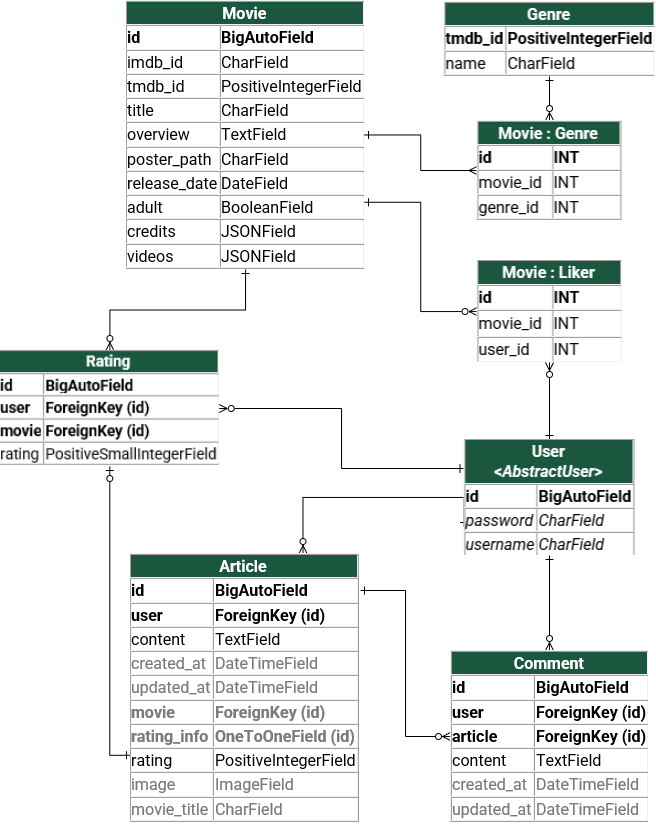 Movie
id BigAutoField
imdb_id CharField
tmdb_id PositiveIntegerField
title CharField
overview TextField
poster_path CharField
release_date DateField
adult BooleanField
credits JSONField
videos JSONField
Genre
tmdb_id PositiveIntegerField
name CharField
Movie : Genre
id INT
movie_id INT
genre_id INT
Movie : Liker
id INT
movie_id INT
user_id INT
Rating
id BigAutoField
user ForeignKey (id)
movie ForeignKey (id)
rating PositiveSmallIntegerField
User
<AbstractUser>
id BigAutoField
password CharField
username CharField
Article
id BigAutoField
user ForeignKey (id)
content TextField
created_at DateTimeField
updated_at DateTimeField
movie ForeignKey (id)
rating_info OneToOneField (id)
rating PositiveIntegerField
image ImageField
movie_title CharField
Comment
id BigAutoField
user ForeignKey (id)
article ForeignKey (id)
content TextField
created_at DateTimeField
updated_at DateTimeField